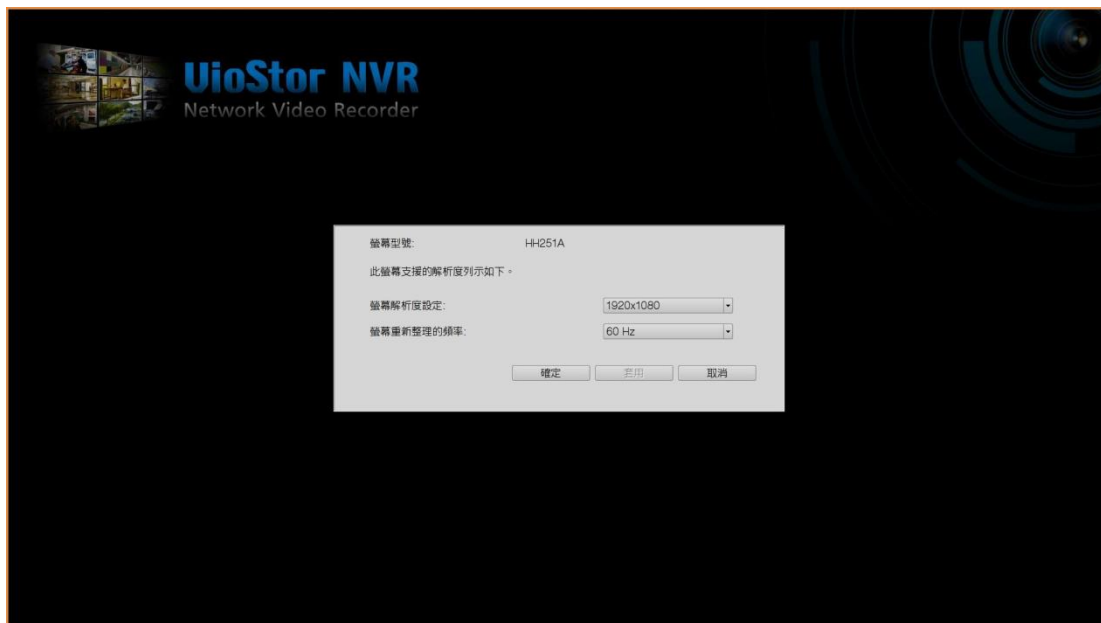 VioStor NVR
Network Video Recorder
螢幕型號: HH251A
此螢幕支援的解析度列示如下。
螢幕解析度設定: 1920x1080
螢幕重新整理的頻率: 60 Hz
確定 套用 取消